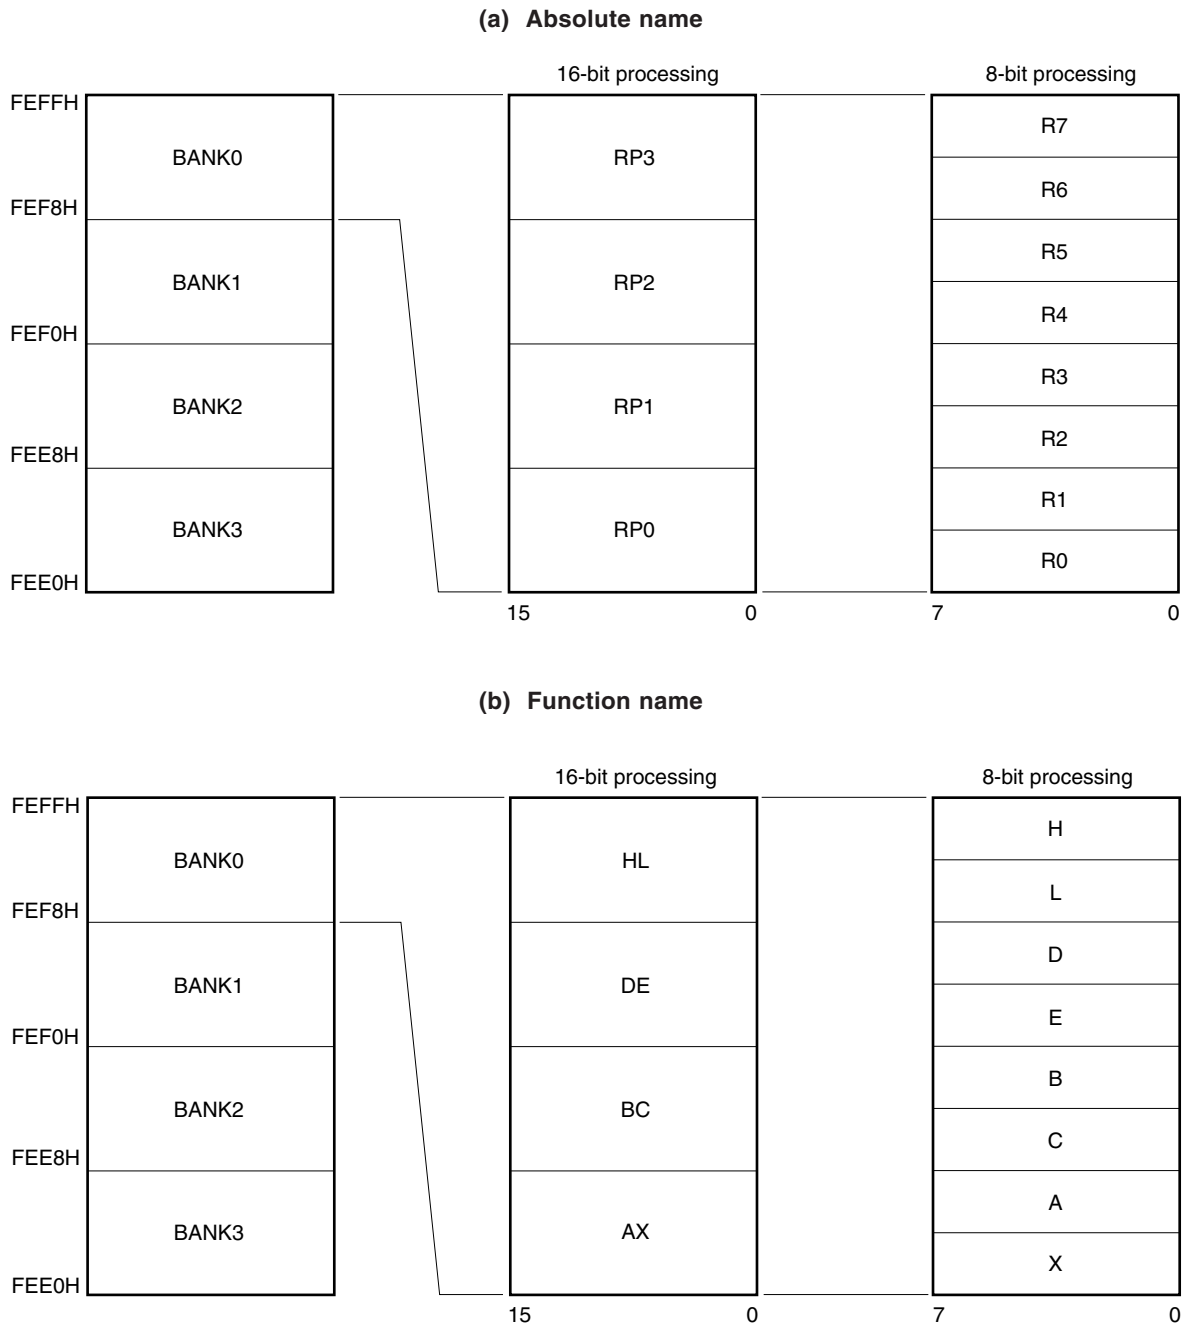 (a) Absolute name
16-bit processing 8-bit processing
FEFFH
R7
BANK0 RP3
R6
FEF8H
R5
BANK1 RP2
R4
FEF0H
R3
BANK2 RP1
R2
FEE8H
R1
BANK3 RP0
R0
FEE0H
15 0 7 0
(b) Function name
16-bit processing 8-bit processing
FEFFH
H
BANK0 HL
L
FEF8H
D
BANK1 DE
E
FEF0H
B
BANK2 BC
C
FEE8H
A
BANK3 AX
X
FEE0H
15 0 7 0